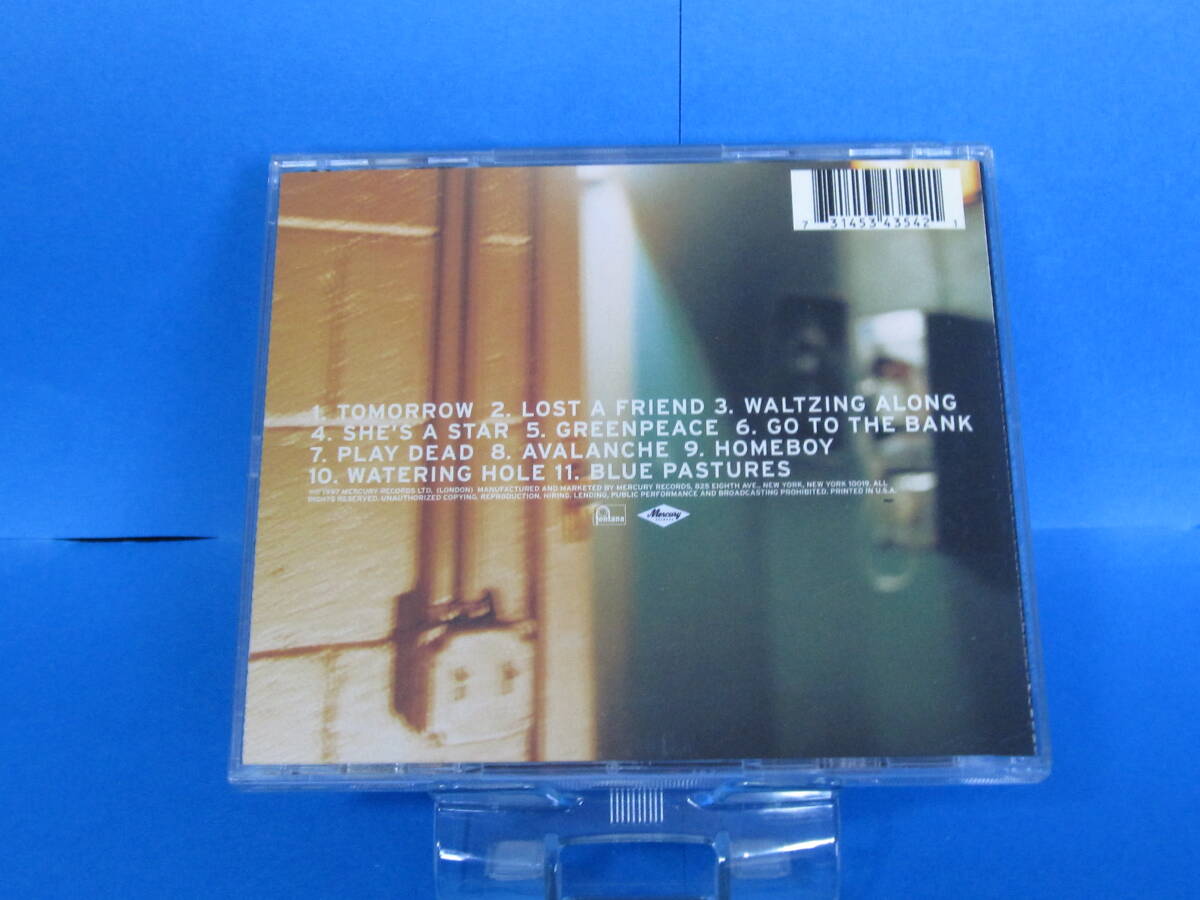 7 31453 43542 1
1. TOMORROW 2. LOST A FRIEND 3. WALTZING ALONG
4. SHE'S A STAR 5. GREENPEACE 6. GO TO THE BANK
7. PLAY DEAD 8. AVALANCHE 9. HOMEBOY
10. WATERING HOLE 11. BLUE PASTURES
℗©1997 MERCURY RECORDS LTD. (LONDON) MANUFACTURED AND MARKETED BY MERCURY RECORDS, 825 EIGHTH AVE., NEW YORK, NEW YORK 10019. ALL
RIGHTS RESERVED. UNAUTHORIZED COPYING, REPRODUCTION, HIRING, LENDING, PUBLIC PERFORMANCE AND BROADCASTING PROHIBITED. PRINTED IN U.S.A.
fontana
Mercury